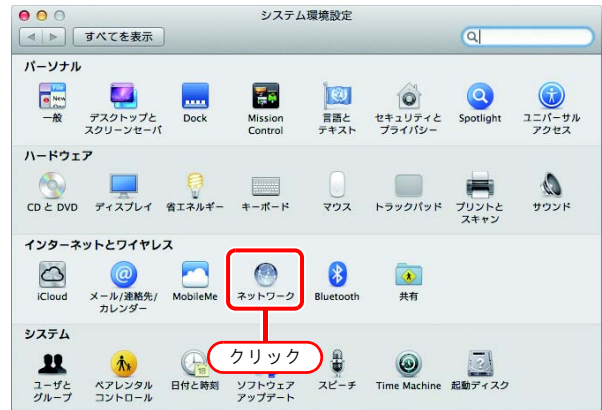 システム環境設定
すべてを表示
パーソナル
File
New
一般
デスクトップと
スクリーンセーバ
Dock
Mission
Control
言語と
テキスト
セキュリティと
プライバシー
Spotlight
ユニバーサル
アクセス
ハードウェア
CD と DVD
ディスプレイ
省エネルギー
キーボード
マウス
トラックパッド
プリントと
スキャン
サウンド
インターネットとワイヤレス
iCloud
メール/連絡先/
カレンダー
MobileMe
ネットワーク
Bluetooth
共有
システム
クリック
18
ユーザと
グループ
ペアレンタル
コントロール
日付と時刻
ソフトウェア
アップデート
スピーチ
Time Machine
起動ディスク